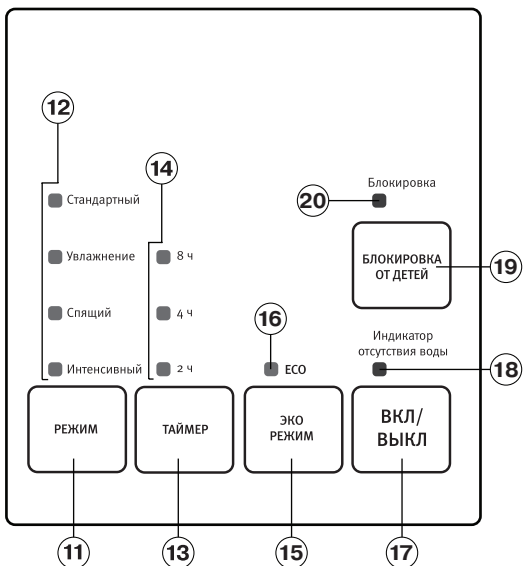 12
14
Стандартный
20
Блокировка
Увлажнение
8 ч
БЛОКИРОВКА
ОТ ДЕТЕЙ
19
Спящий
4 ч
16
Индикатор
отсутствия воды
Интенсивный
2 ч
ECO
18
РЕЖИМ
ТАЙМЕР
ЭКО
РЕЖИМ
ВКЛ/
ВЫКЛ
11
13
15
17